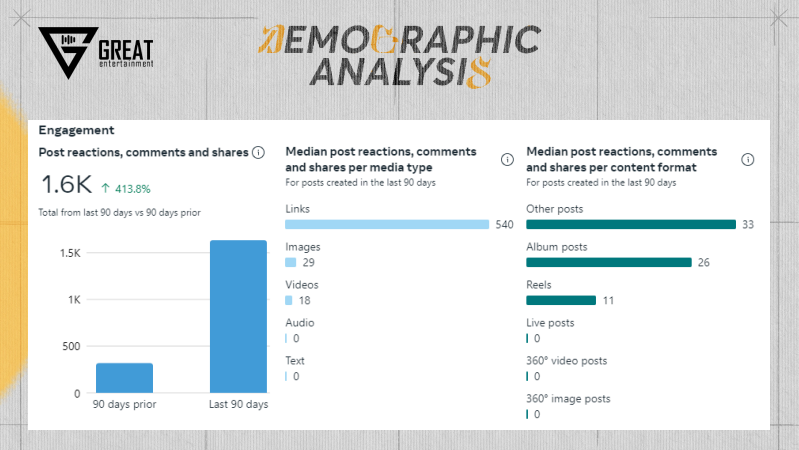 GREAT
entertainment
DEMOGRAPHIC
ANALYSIS
Engagement
Post reactions, comments and shares
1.6K ↑ 413.8%
Total from last 90 days vs 90 days prior
1.5K
1K
500
0
90 days prior
Last 90 days
Median post reactions, comments
and shares per media type
For posts created in the last 90 days
Links
540
Images
29
Videos
18
Audio
0
Text
0
Median post reactions, comments
and shares per content format
For posts created in the last 90 days
Other posts
33
Album posts
26
Reels
11
Live posts
0
360° video posts
0
360° image posts
0